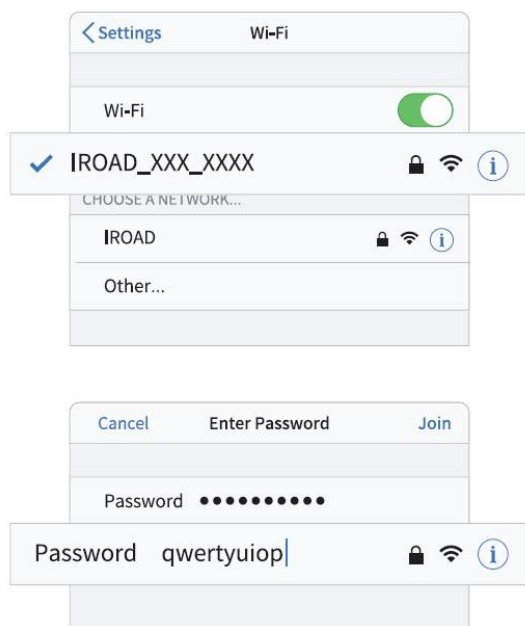 Settings Wi-Fi
Wi-Fi
IROAD_XXX_XXXX
CHOOSE A NETWORK...
IROAD
Other...
Cancel Enter Password Join
Password ••••••••••
Password qwertyuiop